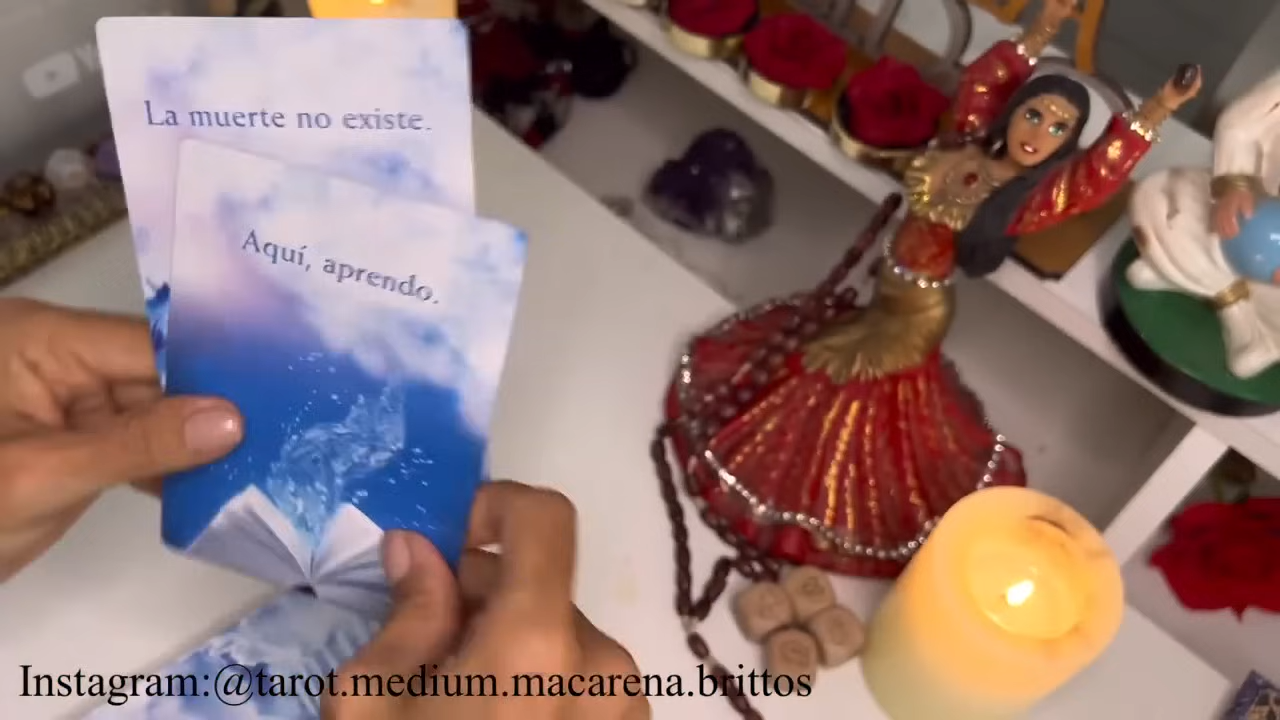 La muerte no existe.
Aquí, aprendo.
Instagram:@tarot.medium.macarena.brittos